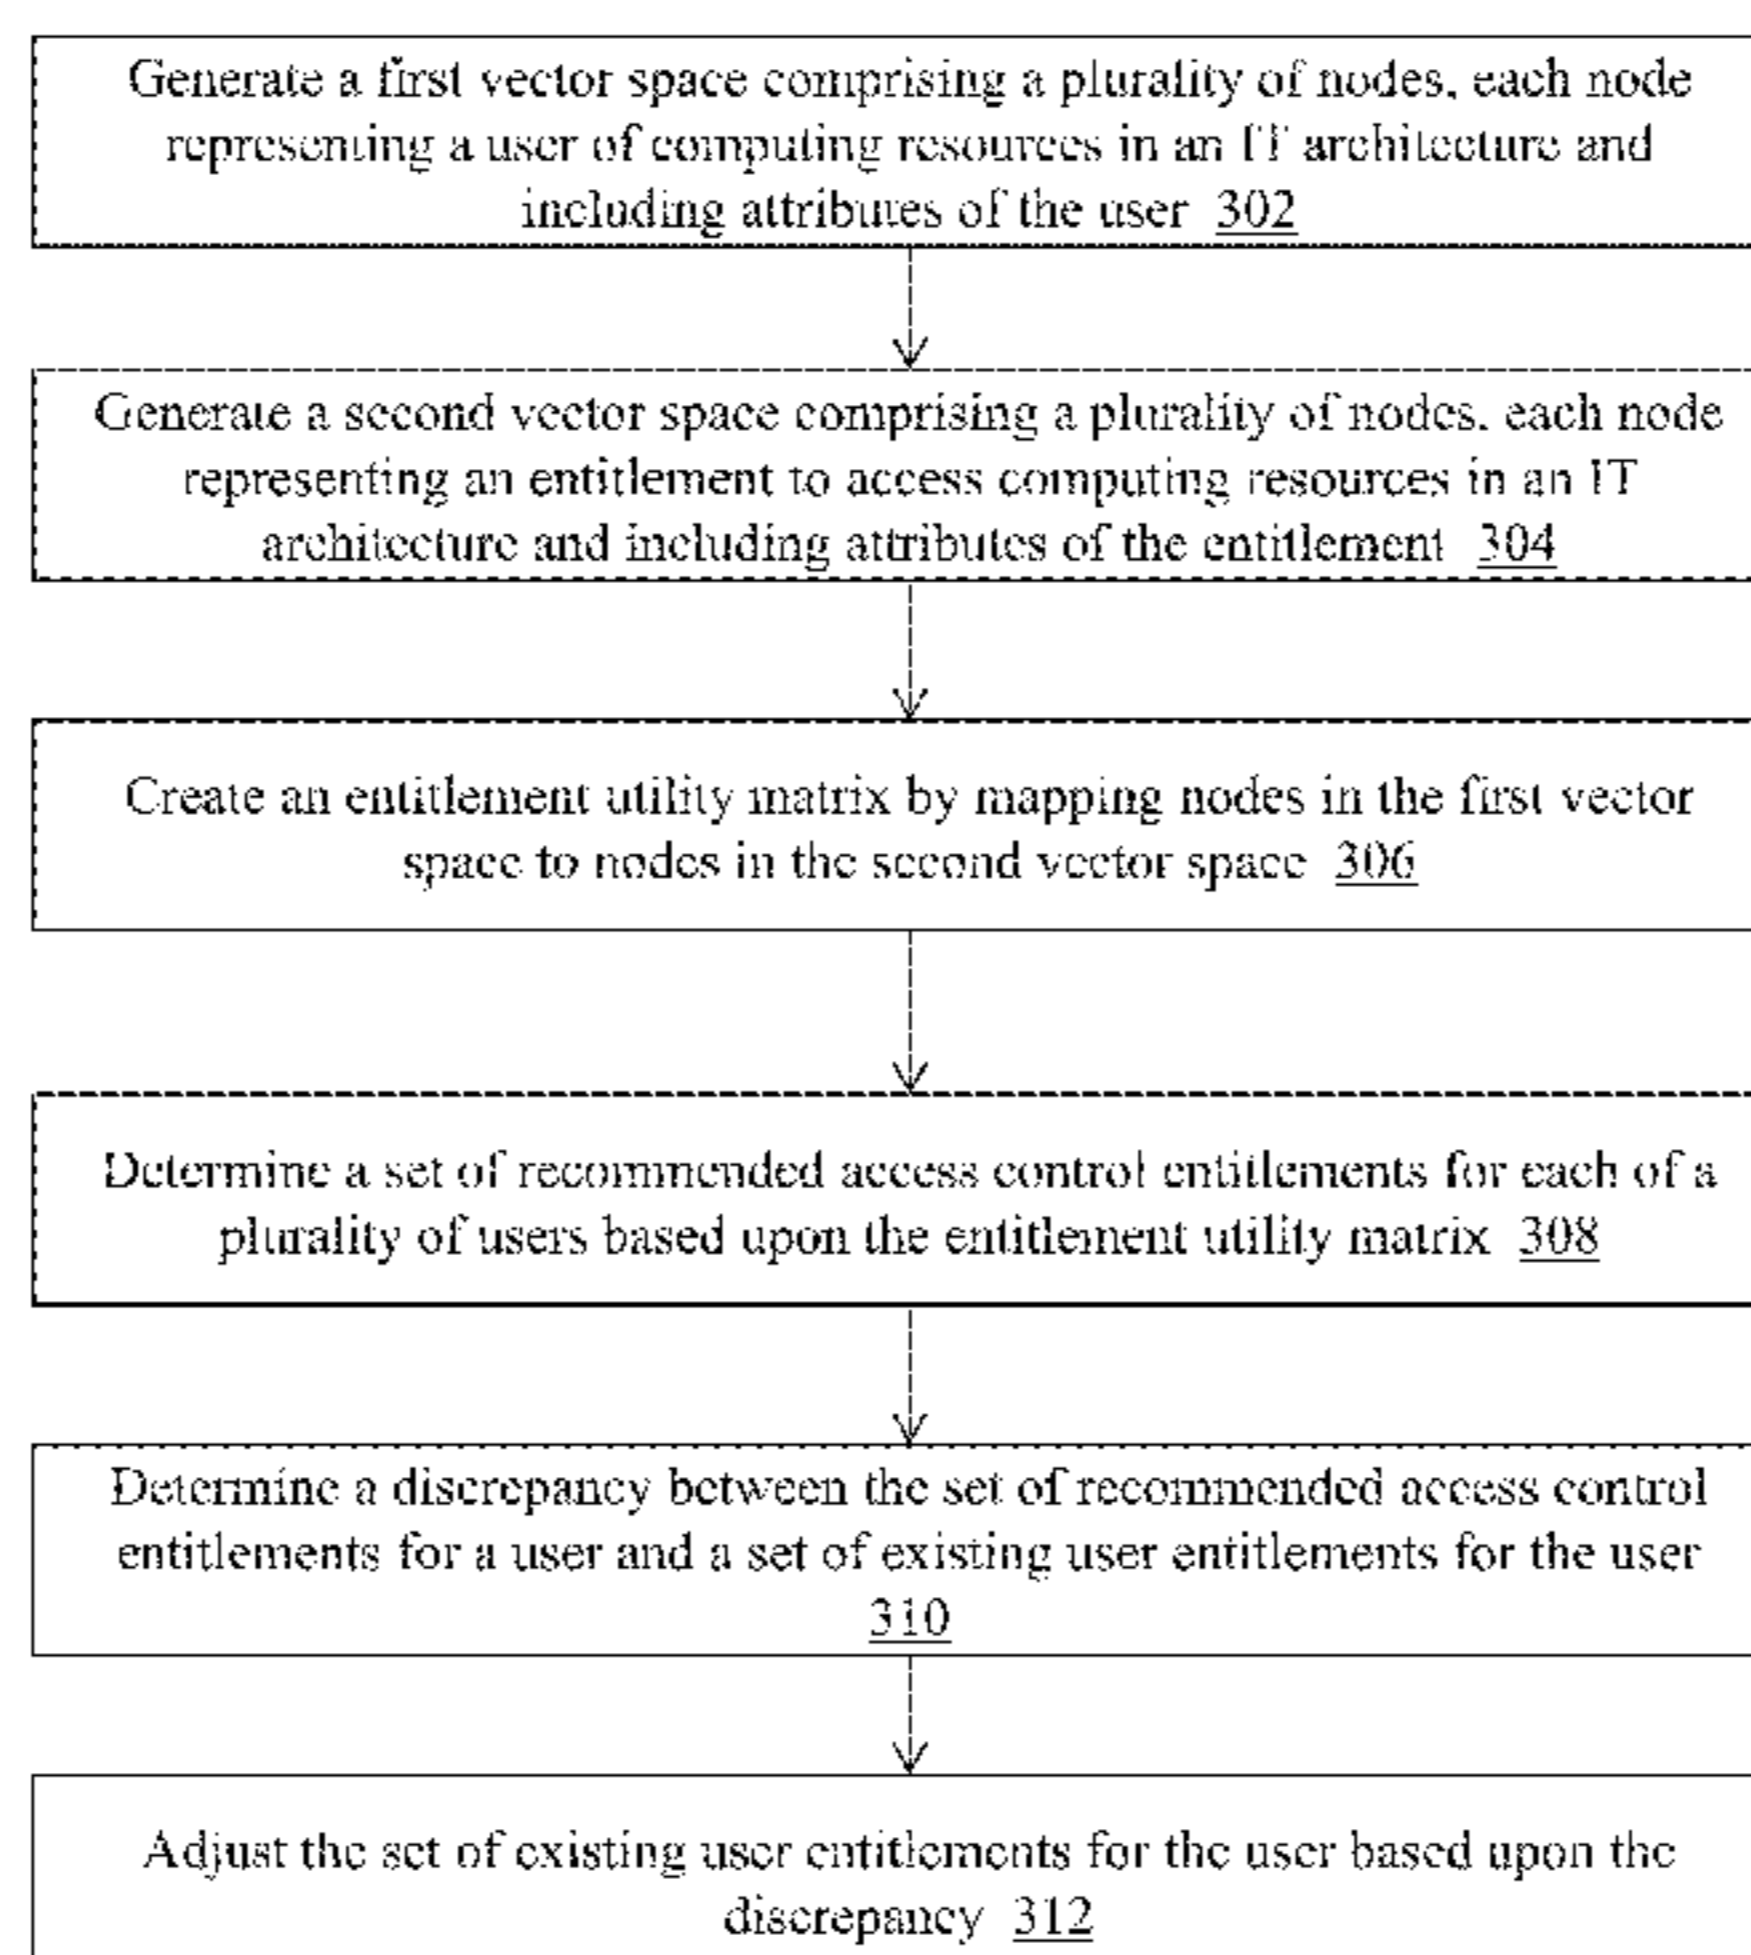 Generate a first vector space comprising a plurality of nodes, each node
representing a user of computing resources in an IT architecture and
including attributes of the user 302
Generate a second vector space comprising a plurality of nodes, each node
representing an entitlement to access computing resources in an IT
architecture and including attributes of the entitlement 304
Create an entitlement utility matrix by mapping nodes in the first vector
space to nodes in the second vector space 306
Determine a set of recommended access control entitlements for each of a
plurality of users based upon the entitlement utility matrix 308
Determine a discrepancy between the set of recommended access control
entitlements for a user and a set of existing user entitlements for the user
310
Adjust the set of existing user entitlements for the user based upon the
discrepancy 312